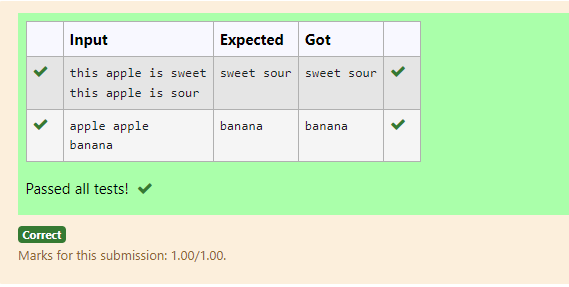 Input Expected Got
this apple is sweet sweet sour sweet sour
this apple is sour
apple apple banana banana
banana
Passed all tests!
Correct
Marks for this submission: 1.00/1.00.